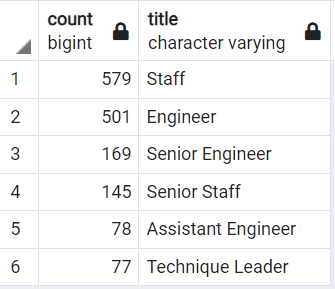 count title
bigint character varying
1 579 Staff
2 501 Engineer
3 169 Senior Engineer
4 145 Senior Staff
5 78 Assistant Engineer
6 77 Technique Leader